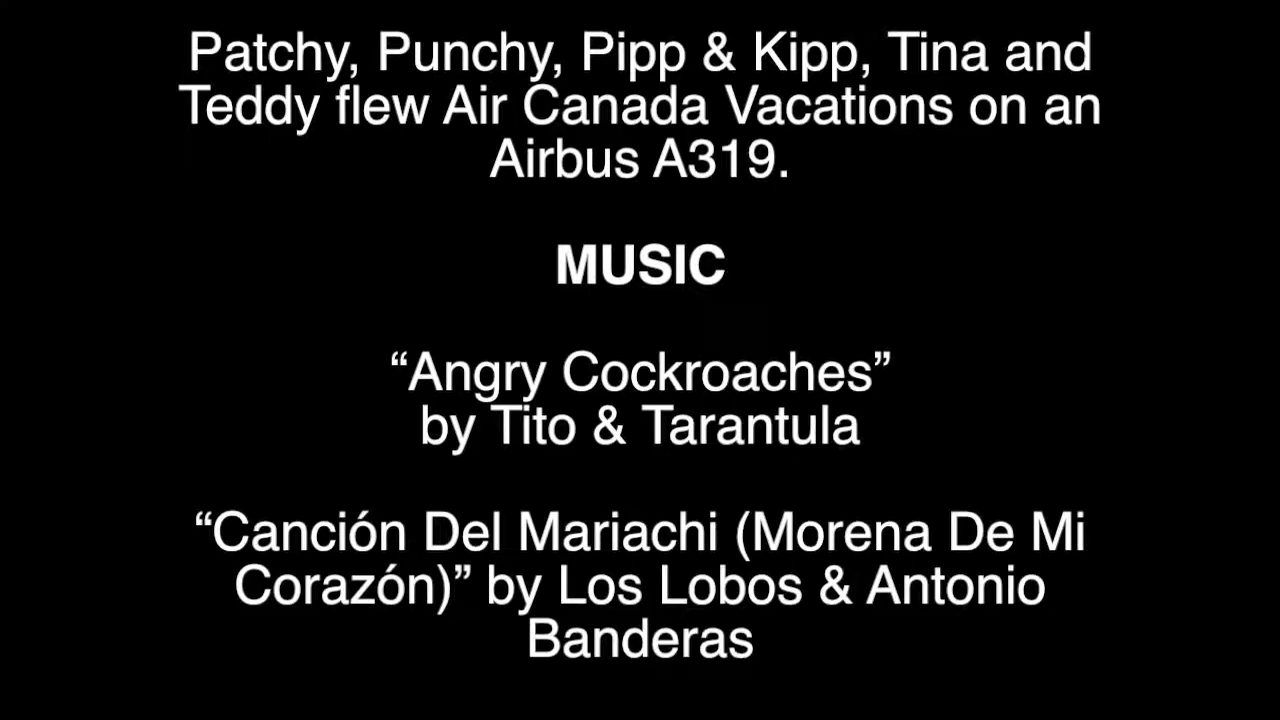 Patchy, Punchy, Pipp & Kipp, Tina and
Teddy flew Air Canada Vacations on an
Airbus A319.
MUSIC
“Angry Cockroaches”
by Tito & Tarantula
“Canción Del Mariachi (Morena De Mi
Corazón)” by Los Lobos & Antonio
Banderas